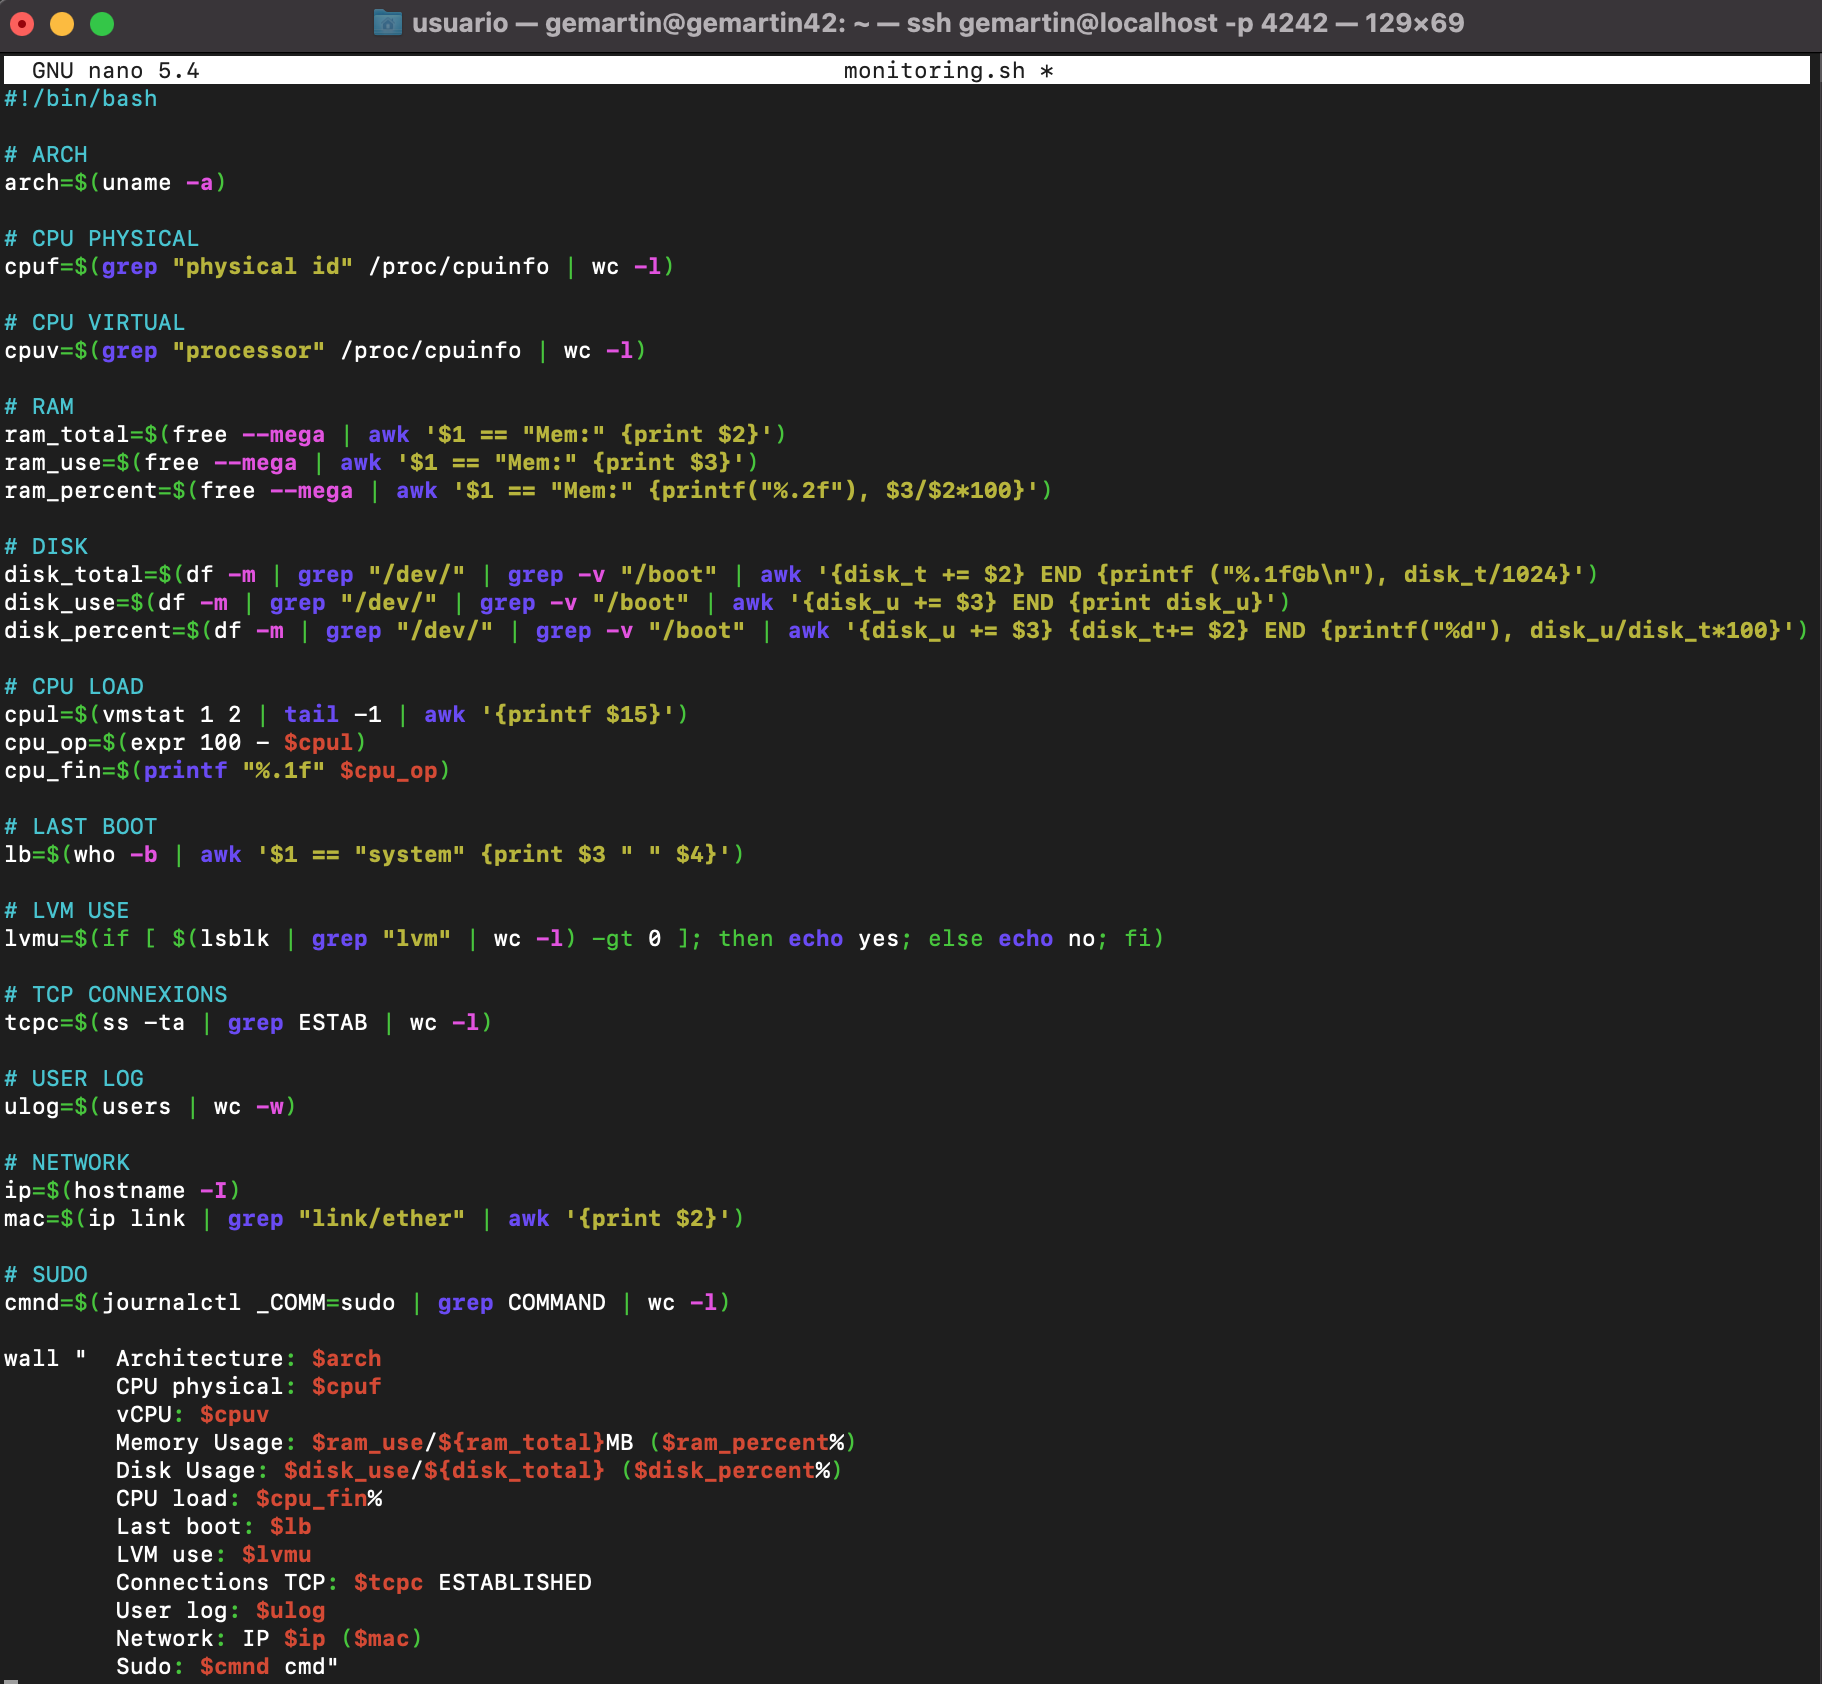 usuario — gemartin@gemartin42: ~ — ssh gemartin@localhost -p 4242 — 129×69
GNU nano 5.4 monitoring.sh *
#!/bin/bash
# ARCH
arch=$(uname -a)
# CPU PHYSICAL
cpuf=$(grep "physical id" /proc/cpuinfo | wc -l)
# CPU VIRTUAL
cpuv=$(grep "processor" /proc/cpuinfo | wc -l)
# RAM
ram_total=$(free --mega | awk '$1 == "Mem:" {print $2}')
ram_use=$(free --mega | awk '$1 == "Mem:" {print $3}')
ram_percent=$(free --mega | awk '$1 == "Mem:" {printf("%.2f"), $3/$2*100}')
# DISK
disk_total=$(df -m | grep "/dev/" | grep -v "/boot" | awk '{disk_t += $2} END {printf ("%.1fGb\n"), disk_t/1024}')
disk_use=$(df -m | grep "/dev/" | grep -v "/boot" | awk '{disk_u += $3} END {print disk_u}')
disk_percent=$(df -m | grep "/dev/" | grep -v "/boot" | awk '{disk_u += $3} {disk_t+= $2} END {printf("%d"), disk_u/disk_t*100}')
# CPU LOAD
cpul=$(vmstat 1 2 | tail -1 | awk '{printf $15}')
cpu_op=$(expr 100 - $cpul)
cpu_fin=$(printf "%.1f" $cpu_op)
# LAST BOOT
lb=$(who -b | awk '$1 == "system" {print $3 " " $4}')
# LVM USE
lvmu=$(if [ $(lsblk | grep "lvm" | wc -l) -gt 0 ]; then echo yes; else echo no; fi)
# TCP CONNEXIONS
tcpc=$(ss -ta | grep ESTAB | wc -l)
# USER LOG
ulog=$(users | wc -w)
# NETWORK
ip=$(hostname -I)
mac=$(ip link | grep "link/ether" | awk '{print $2}')
# SUDO
cmnd=$(journalctl _COMM=sudo | grep COMMAND | wc -l)
wall " Architecture: $arch
CPU physical: $cpuf
vCPU: $cpuv
Memory Usage: $ram_use/${ram_total}MB ($ram_percent%)
Disk Usage: $disk_use/${disk_total} ($disk_percent%)
CPU load: $cpu_fin%
Last boot: $lb
LVM use: $lvmu
Connections TCP: $tcpc ESTABLISHED
User log: $ulog
Network: IP $ip ($mac)
Sudo: $cmnd cmd"